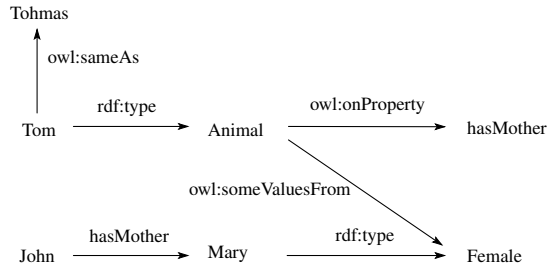 Tohmas
owl:sameAs
rdf:type
owl:onProperty
Tom
Animal
hasMother
owl:someValuesFrom
hasMother
rdf:type
John
Mary
Female